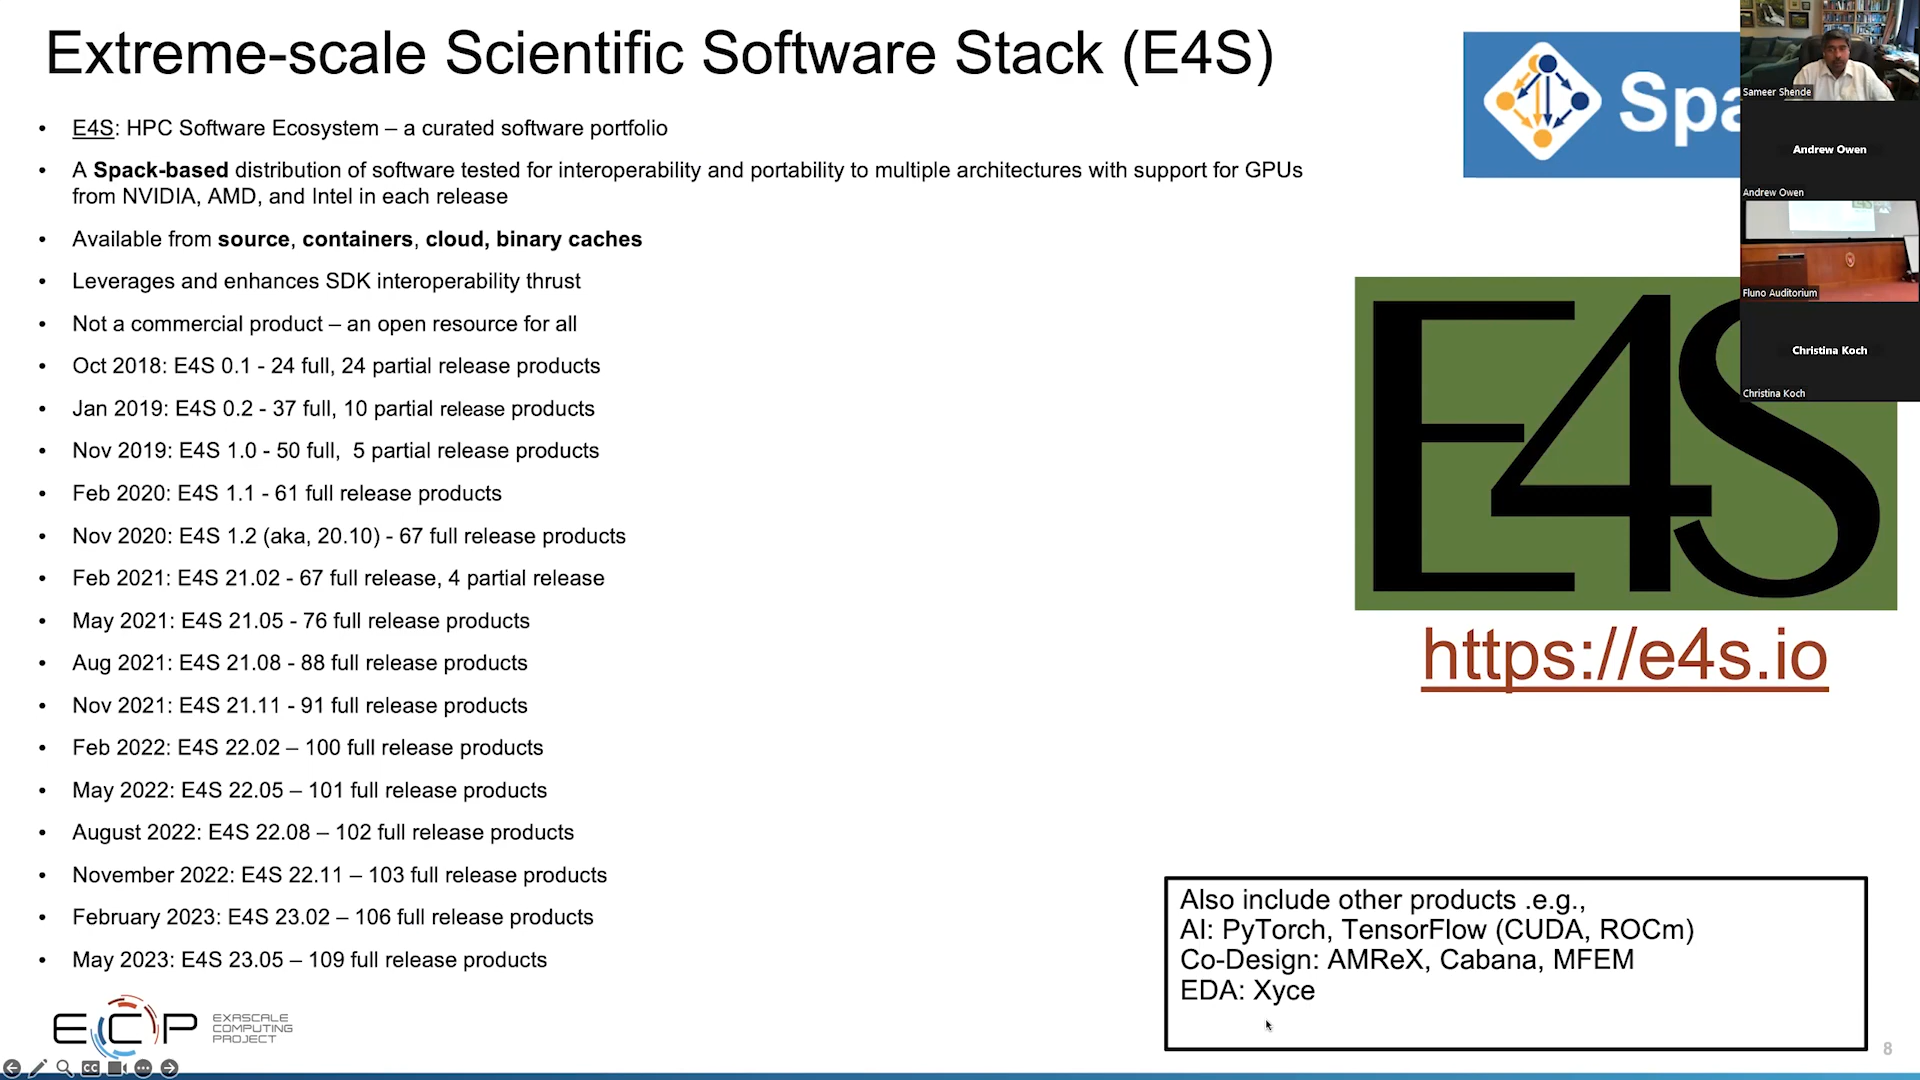 Extreme-scale Scientific Software Stack (E4S)
• E4S: HPC Software Ecosystem – a curated software portfolio
• A Spack-based distribution of software tested for interoperability and portability to multiple architectures with support for GPUs
from NVIDIA, AMD, and Intel in each release
• Available from source, containers, cloud, binary caches
• Leverages and enhances SDK interoperability thrust
• Not a commercial product – an open resource for all
• Oct 2018: E4S 0.1 - 24 full, 24 partial release products
• Jan 2019: E4S 0.2 - 37 full, 10 partial release products
• Nov 2019: E4S 1.0 - 50 full,  5 partial release products
• Feb 2020: E4S 1.1 - 61 full release products
• Nov 2020: E4S 1.2 (aka, 20.10) - 67 full release products
• Feb 2021: E4S 21.02 - 67 full release, 4 partial release
• May 2021: E4S 21.05 - 76 full release products
• Aug 2021: E4S 21.08 - 88 full release products
• Nov 2021: E4S 21.11 - 91 full release products
• Feb 2022: E4S 22.02 – 100 full release products
• May 2022: E4S 22.05 – 101 full release products
• August 2022: E4S 22.08 – 102 full release products
• November 2022: E4S 22.11 – 103 full release products
• February 2023: E4S 23.02 – 106 full release products
• May 2023: E4S 23.05 – 109 full release products
Spa
Sameer Shende
Andrew Owen
Andrew Owen
Fluno Auditorium
Christina Koch
Christina Koch
E4S
https://e4s.io
Also include other products .e.g.,
AI: PyTorch, TensorFlow (CUDA, ROCm)
Co-Design: AMReX, Cabana, MFEM
EDA: Xyce
ECP
EXASCALE
COMPUTING
PROJECT
CC
8